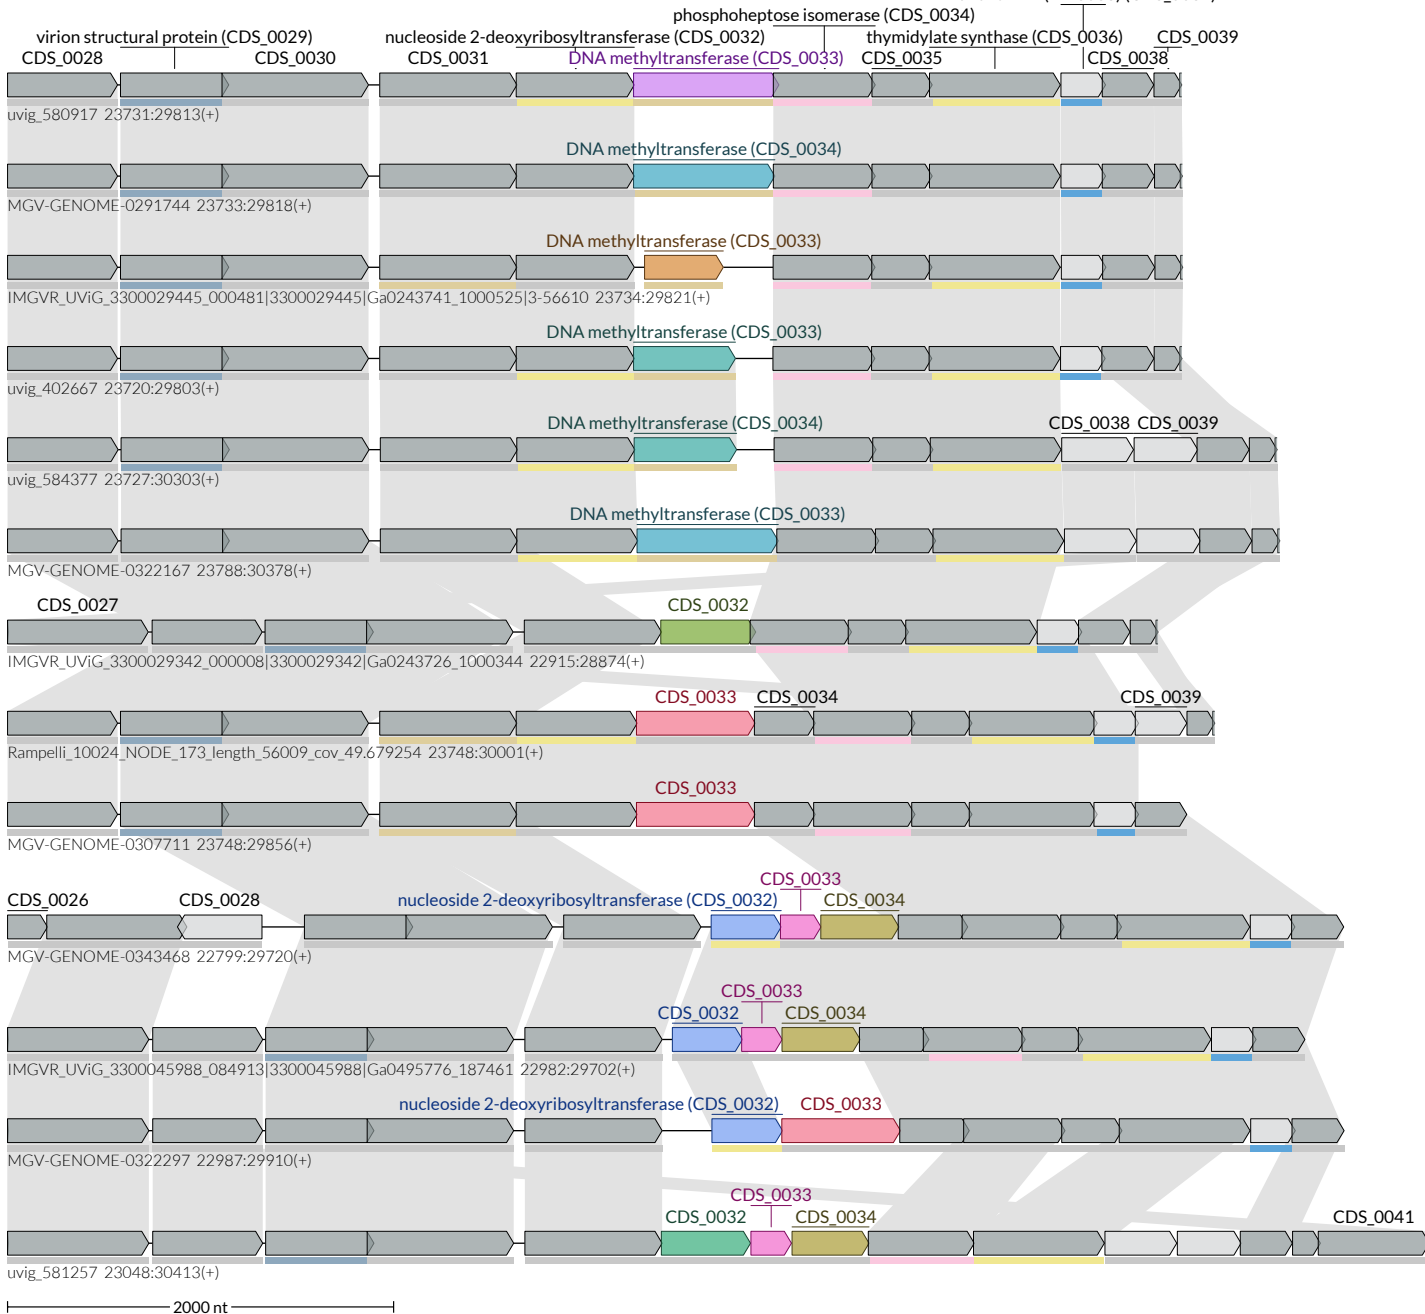 phosphoheptose isomerase (CDS_0034)
virion structural protein (CDS_0029) nucleoside 2-deoxyribosyltransferase (CDS_0032) thymidylate synthase (CDS_0036) CDS_0039
CDS_0028 CDS_0030 CDS_0031 DNA methyltransferase (CDS_0033) CDS_0035 CDS_0038
uvig_580917 23731:29813(+)
DNA methyltransferase (CDS_0034)
MGV-GENOME-0291744 23733:29818(+)
DNA methyltransferase (CDS_0033)
IMGVR_UViG_3300029445_000481|3300029445|Ga0243741_1000525|3-56610 23734:29821(+)
DNA methyltransferase (CDS_0033)
uvig_402667 23720:29803(+)
DNA methyltransferase (CDS_0034) CDS_0038 CDS_0039
uvig_584377 23727:30303(+)
DNA methyltransferase (CDS_0033)
MGV-GENOME-0322167 23788:30378(+)
CDS_0027 CDS_0032
IMGVR_UViG_3300029342_000008|3300029342|Ga0243726_1000344 22915:28874(+)
CDS_0033 CDS_0034 CDS_0039
Rampelli_10024_NODE_173_length_56009_cov_49.679254 23748:30001(+)
CDS_0033
MGV-GENOME-0307711 23748:29856(+)
CDS_0033
CDS_0026 CDS_0028 nucleoside 2-deoxyribosyltransferase (CDS_0032) CDS_0034
MGV-GENOME-0343468 22799:29720(+)
CDS_0033
CDS_0032 CDS_0034
IMGVR_UViG_3300045988_084913|3300045988|Ga0495776_187461 22982:29702(+)
nucleoside 2-deoxyribosyltransferase (CDS_0032) CDS_0033
MGV-GENOME-0322297 22987:29910(+)
CDS_0033
CDS_0032 CDS_0034 CDS_0041
uvig_581257 23048:30413(+)
2000 nt